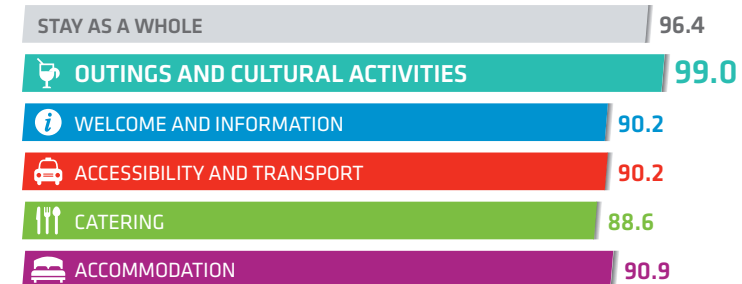 STAY AS A WHOLE 96.4
OUTINGS AND CULTURAL ACTIVITIES 99.0
WELCOME AND INFORMATION 90.2
ACCESSIBILITY AND TRANSPORT 90.2
CATERING 88.6
ACCOMMODATION 90.9